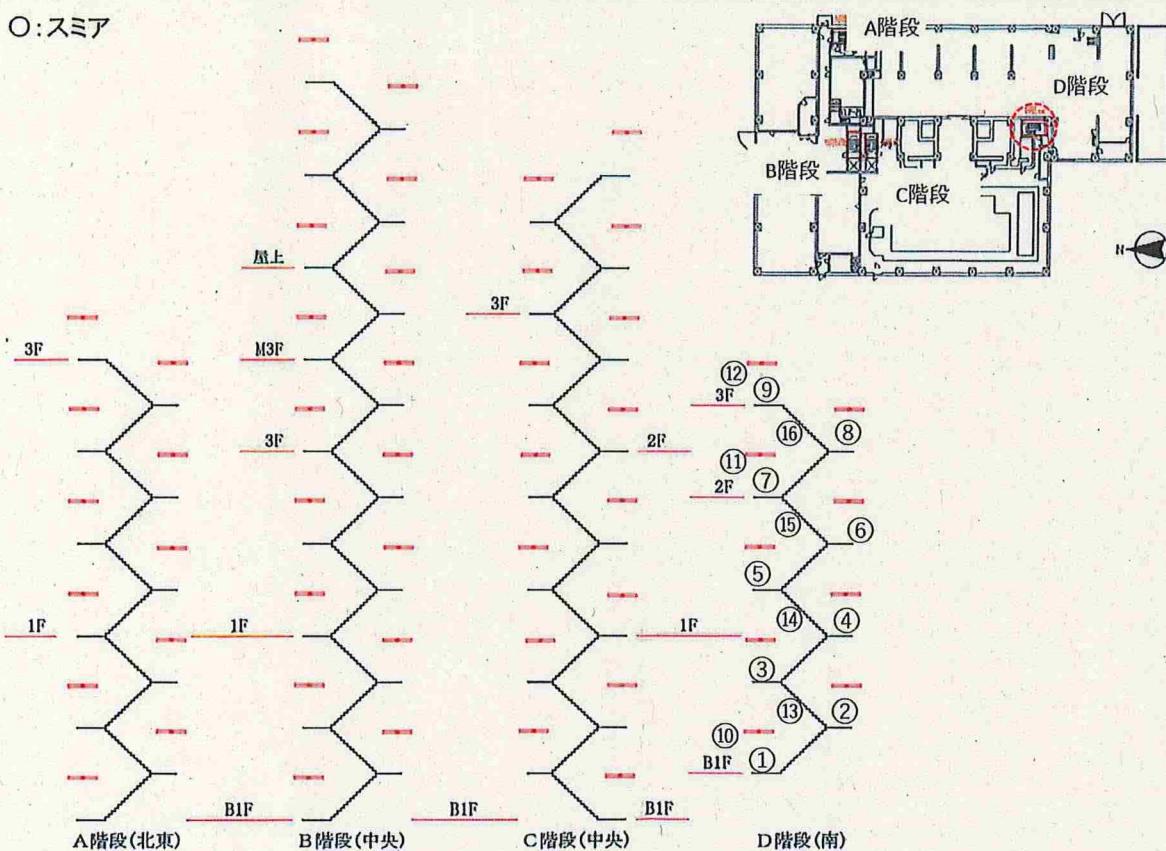 ○:スミア
A階段
D階段
B階段
C階段
N
屋上
3F
M3F
3F
3F
2F
⑫
3F
⑨
⑯
⑧
⑪
2F
⑦
⑮
⑥
⑤
1F
1F
1F
⑭
④
③
⑬
②
⑩
B1F
①
B1F
B1F
A階段(北東)
B階段(中央)
C階段(中央)
D階段(南)